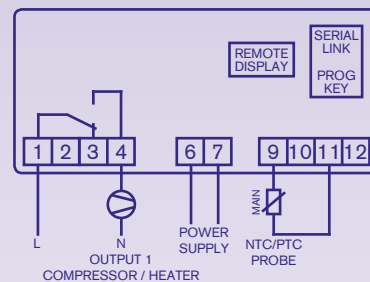 SERIAL
LINK
PROG
KEY
REMOTE
DISPLAY
1 2 3 4 6 7 9 10 11 12
MAIN
L
N
OUTPUT 1
COMPRESSOR / HEATER
POWER
SUPPLY
NTC/PTC
PROBE